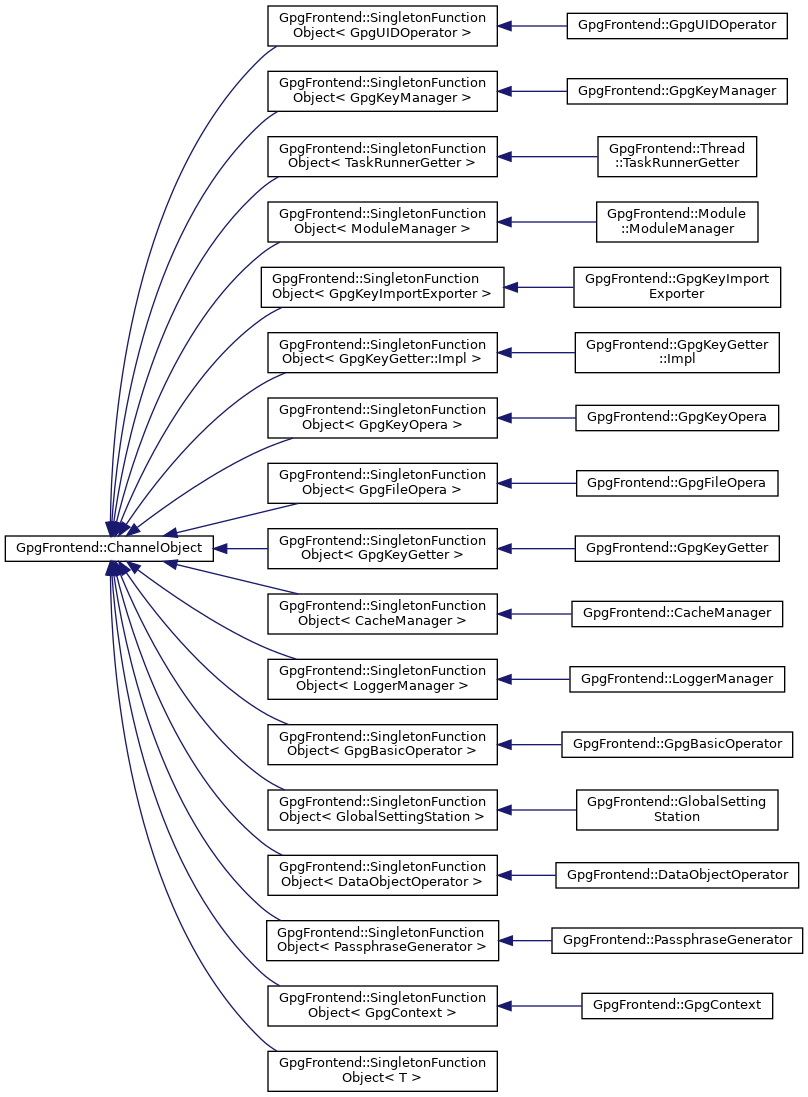 GpgFrontend::SingletonFunction
Object< GpgUIDOperator >
GpgFrontend::GpgUIDOperator
GpgFrontend::SingletonFunction
Object< GpgKeyManager >
GpgFrontend::GpgKeyManager
GpgFrontend::SingletonFunction
Object< TaskRunnerGetter >
GpgFrontend::Thread
::TaskRunnerGetter
GpgFrontend::SingletonFunction
Object< ModuleManager >
GpgFrontend::Module
::ModuleManager
GpgFrontend::SingletonFunction
Object< GpgKeyImportExporter >
GpgFrontend::GpgKeyImport
Exporter
GpgFrontend::SingletonFunction
Object< GpgKeyGetter::Impl >
GpgFrontend::GpgKeyGetter
::Impl
GpgFrontend::SingletonFunction
Object< GpgKeyOpera >
GpgFrontend::GpgKeyOpera
GpgFrontend::SingletonFunction
Object< GpgFileOpera >
GpgFrontend::GpgFileOpera
GpgFrontend::ChannelObject
GpgFrontend::SingletonFunction
Object< GpgKeyGetter >
GpgFrontend::GpgKeyGetter
GpgFrontend::SingletonFunction
Object< CacheManager >
GpgFrontend::CacheManager
GpgFrontend::SingletonFunction
Object< LoggerManager >
GpgFrontend::LoggerManager
GpgFrontend::SingletonFunction
Object< GpgBasicOperator >
GpgFrontend::GpgBasicOperator
GpgFrontend::SingletonFunction
Object< GlobalSettingStation >
GpgFrontend::GlobalSetting
Station
GpgFrontend::SingletonFunction
Object< DataObjectOperator >
GpgFrontend::DataObjectOperator
GpgFrontend::SingletonFunction
Object< PassphraseGenerator >
GpgFrontend::PassphraseGenerator
GpgFrontend::SingletonFunction
Object< GpgContext >
GpgFrontend::GpgContext
GpgFrontend::SingletonFunction
Object< T >